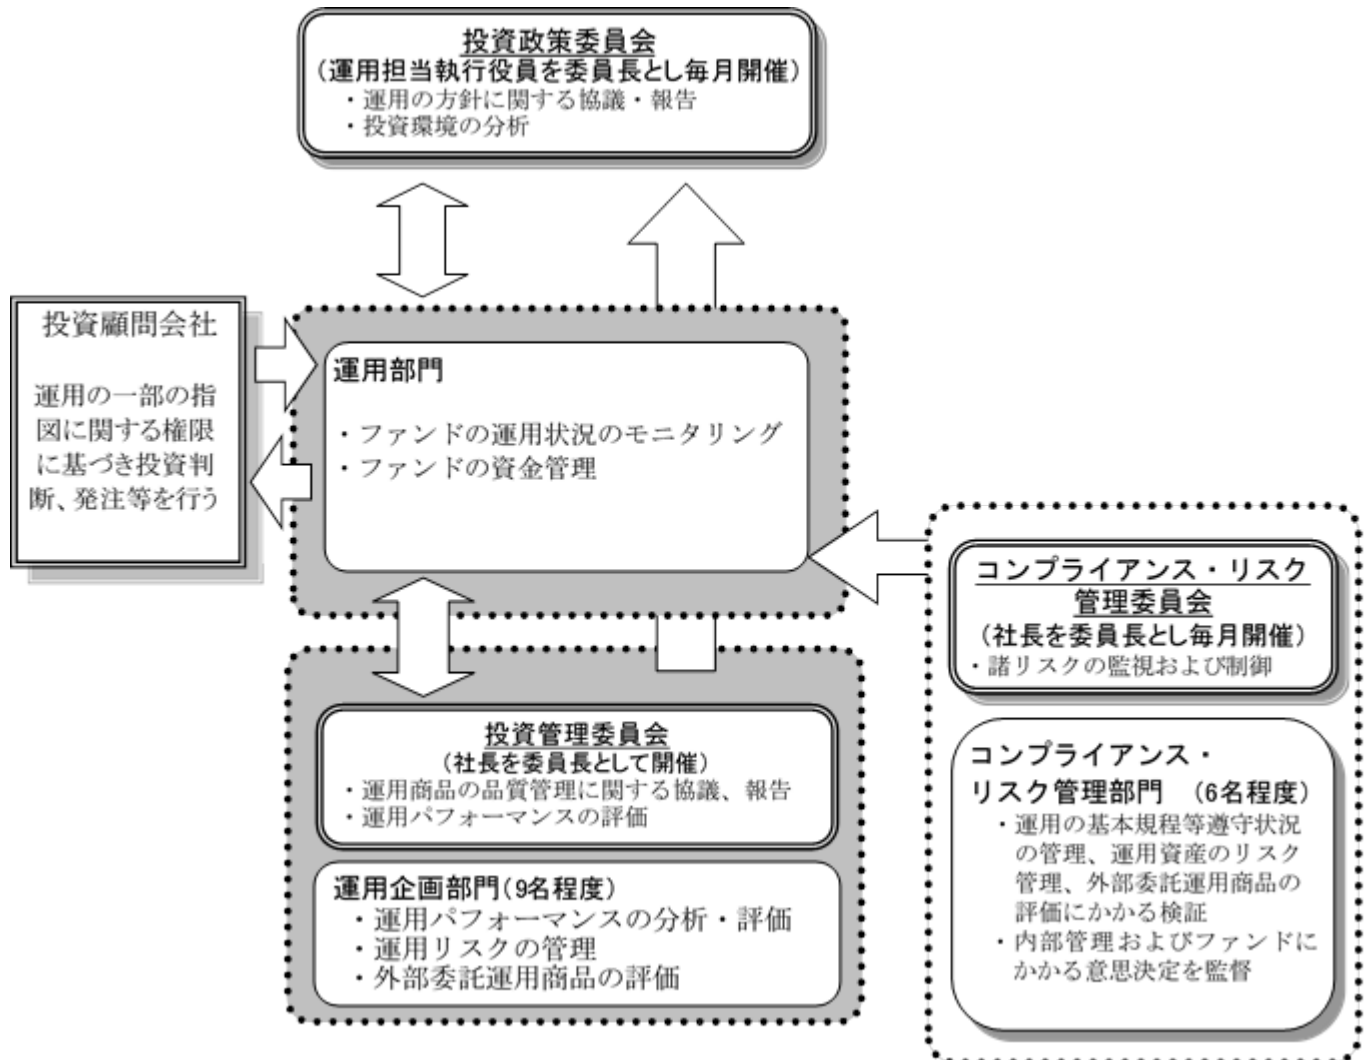 投資政策委員会
(運用担当執行役員を委員長とし毎月開催)
・運用の方針に関する協議・報告
・投資環境の分析
投資顧問会社
運用の一部の指
図に関する権限
に基づき投資判
断、発注等を行う
運用部門
・ファンドの運用状況のモニタリング
・ファンドの資金管理
投資管理委員会
(社長を委員長として開催)
・運用商品の品質管理に関する協議、報告
・運用パフォーマンスの評価
運用企画部門(9名程度)
・運用パフォーマンスの分析・評価
・運用リスクの管理
・外部委託運用商品の評価
コンプライアンス・リスク
管理委員会
(社長を委員長とし毎月開催)
・諸リスクの監視および制御
コンプライアンス・
リスク管理部門 (6名程度)
・運用の基本規程等遵守状況
の管理、運用資産のリスク
管理、外部委託運用商品の
評価にかかる検証
・内部管理およびファンドに
かかる意思決定を監督